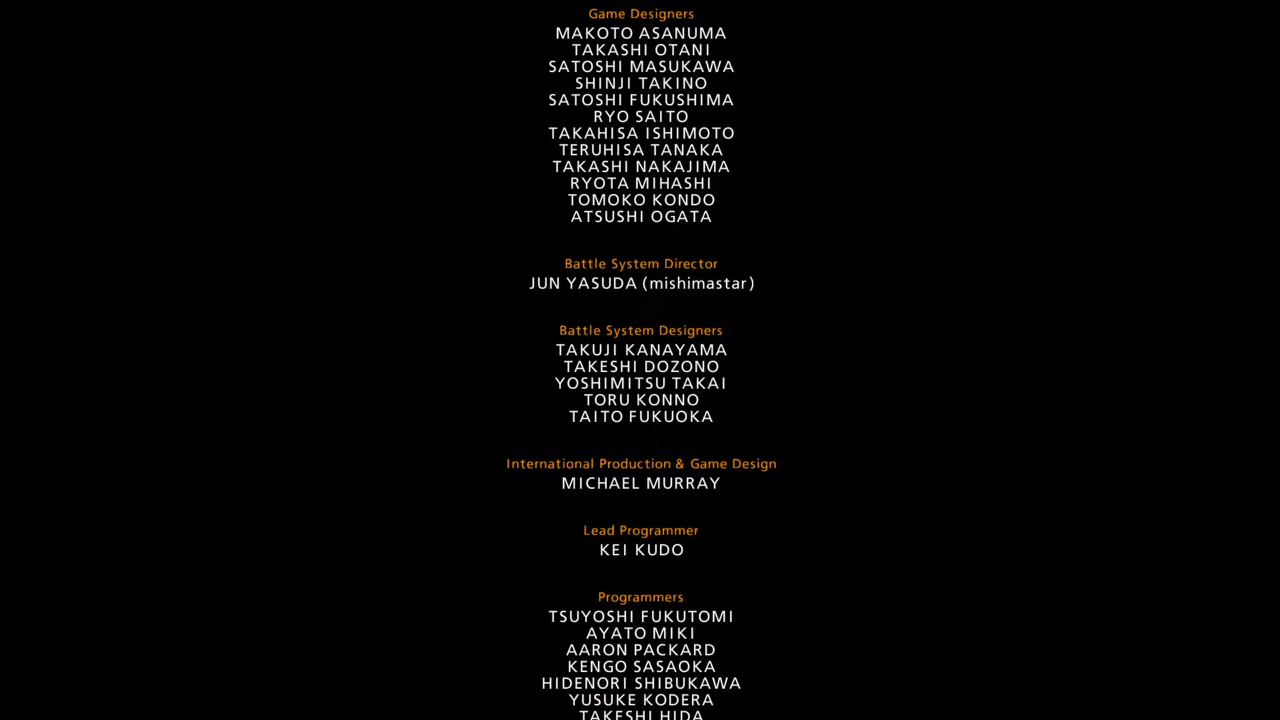 Game Designers
MAKOTO ASANUMA
TAKASHI OTANI
SATOSHI MASUKAWA
SHINJI TAKINO
SATOSHI FUKUSHIMA
RYO SAITO
TAKAHISA ISHIMOTO
TERUHISA TANAKA
TAKASHI NAKAJIMA
RYOTA MIHASHI
TOMOKO KONDO
ATSUSHI OGATA
Battle System Director
JUN YASUDA (mishimastar)
Battle System Designers
TAKUJI KANAYAMA
TAKESHI DOZONO
YOSHIMITSU TAKAI
TORU KONNO
TAITO FUKUOKA
International Production & Game Design
MICHAEL MURRAY
Lead Programmer
KEI KUDO
Programmers
TSUYOSHI FUKUTOMI
AYATO MIKI
AARON PACKARD
KENGO SASAOKA
HIDENORI SHIBUKAWA
YUSUKE KODERA
TAKESHI HIDA